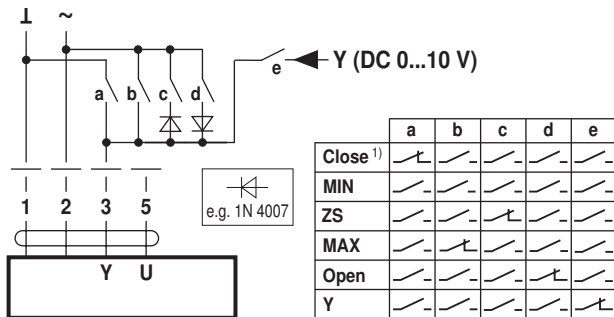 ⊥ ~
e Y (DC 0...10 V)
a b c d
1 2 3 5
e.g. 1N 4007
Y U
a b c d e
Close 1)
MIN
ZS
MAX
Open
Y